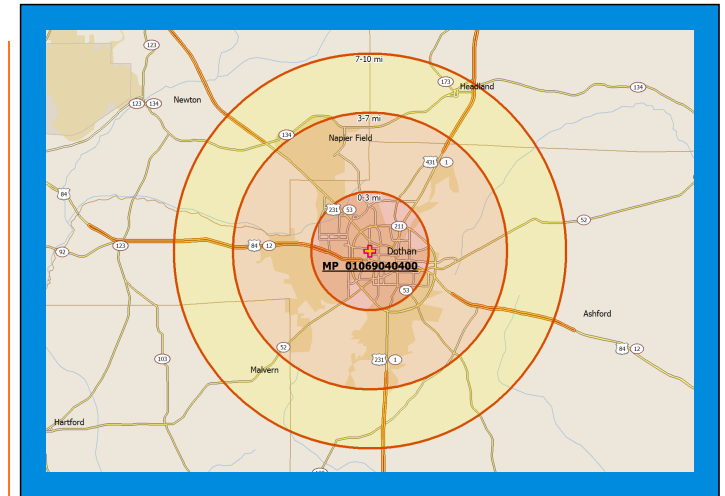 7-10 mi
123
173
Headland
134
Newton
123
134
3-7 mi
134
Napier Field
431
1
84
0-3 mi
231
53
211
52
92
123
84
12
Dothan
MP_01069040400
53
Ashford
52
84
12
103
231
1
Malvern
Hartford